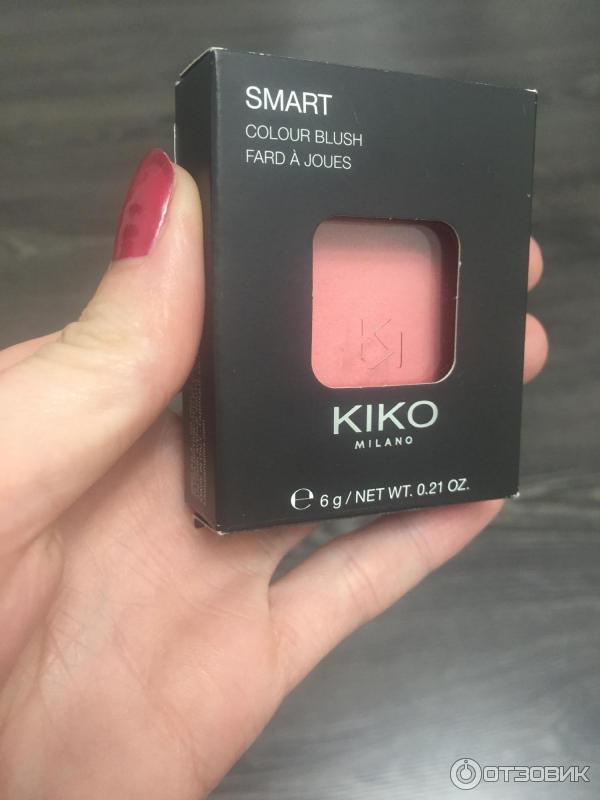 SMART
COLOUR BLUSH
FARD À JOUES
KIKO
MILANO
e 6 g / NET WT. 0.21 OZ.
ОТЗОВИК